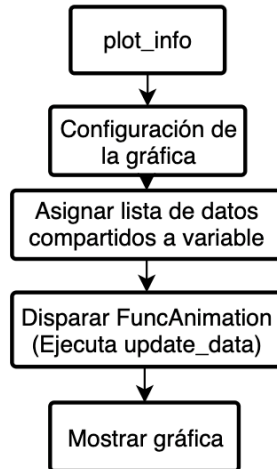 plot_info
Configuración de
la gráfica
Asignar lista de datos
compartidos a variable
Disparar FuncAnimation
(Ejecuta update_data)
Mostrar gráfica